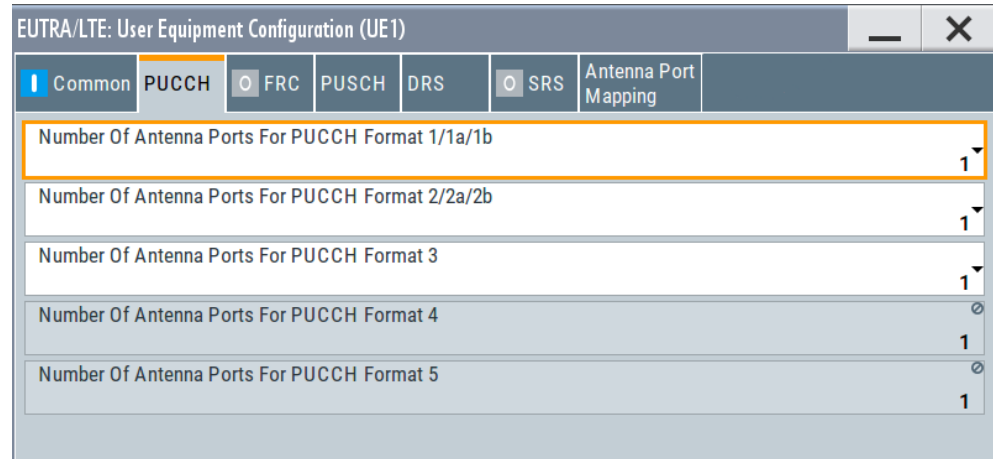 EUTRA/LTE: User Equipment Configuration (UE1)
I Common PUCCH O FRC PUSCH DRS O SRS Antenna Port
Mapping
Number Of Antenna Ports For PUCCH Format 1/1a/1b
1
Number Of Antenna Ports For PUCCH Format 2/2a/2b
1
Number Of Antenna Ports For PUCCH Format 3
1
Number Of Antenna Ports For PUCCH Format 4
1
Number Of Antenna Ports For PUCCH Format 5
1